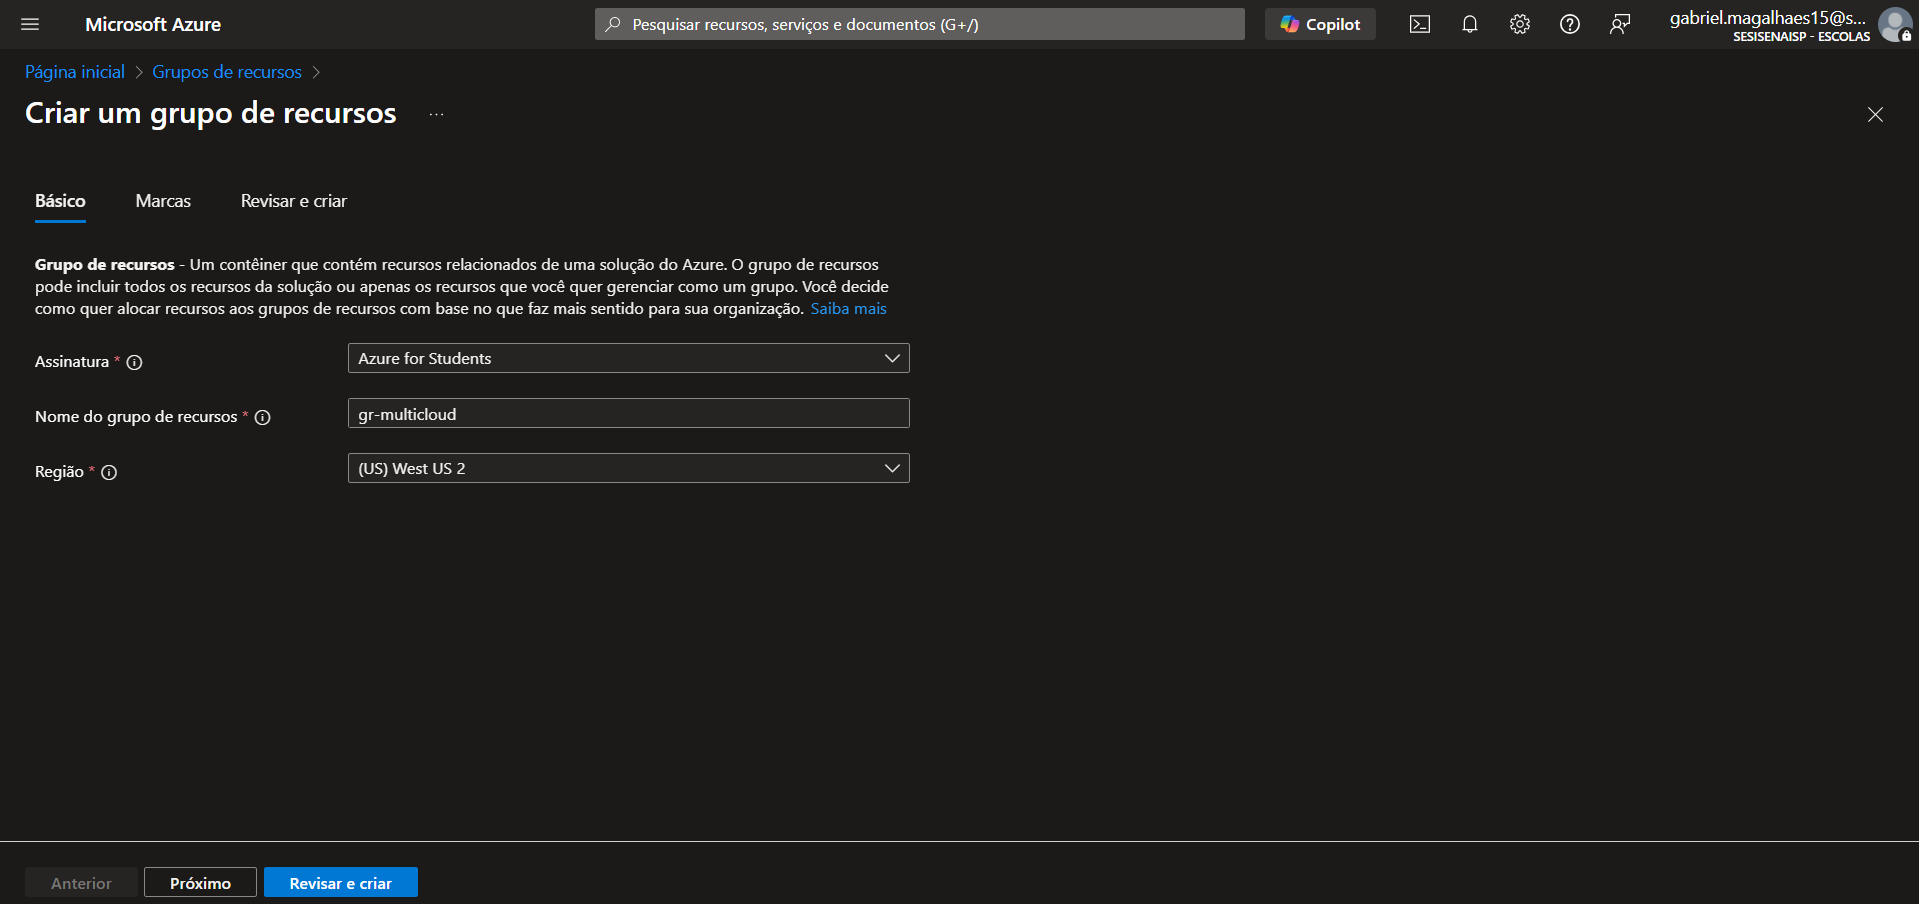 Microsoft Azure
Pesquisar recursos, serviços e documentos (G+/)
Copilot
gabriel.magalhaes15@s...
SESISENAISP - ESCOLAS
Página inicial > Grupos de recursos >
Criar um grupo de recursos ...
Básico
Marcas
Revisar e criar
Grupo de recursos - Um contêiner que contém recursos relacionados de uma solução do Azure. O grupo de recursos
pode incluir todos os recursos da solução ou apenas os recursos que você quer gerenciar como um grupo. Você decide
como quer alocar recursos aos grupos de recursos com base no que faz mais sentido para sua organização. Saiba mais
Assinatura *
Azure for Students
Nome do grupo de recursos *
gr-multicloud
Região *
(US) West US 2
Anterior
Próximo
Revisar e criar